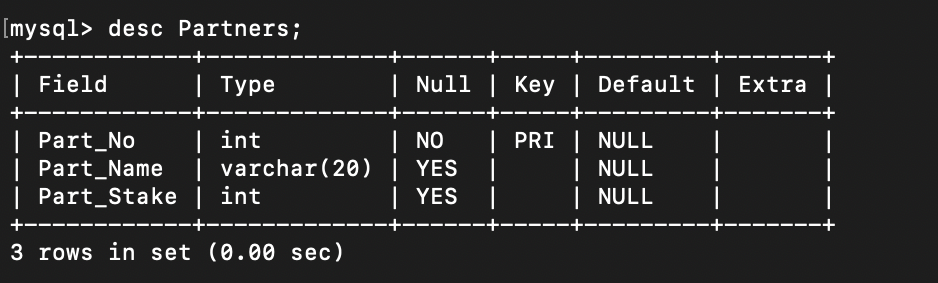 [mysql> desc Partners;
+------------+-------------+------+-----+---------+-------+
| Field      | Type        | Null | Key | Default | Extra |
+------------+-------------+------+-----+---------+-------+
| Part_No    | int         | NO   | PRI | NULL    |       |
| Part_Name  | varchar(20) | YES  |     | NULL    |       |
| Part_Stake | int         | YES  |     | NULL    |       |
+------------+-------------+------+-----+---------+-------+
3 rows in set (0.00 sec)